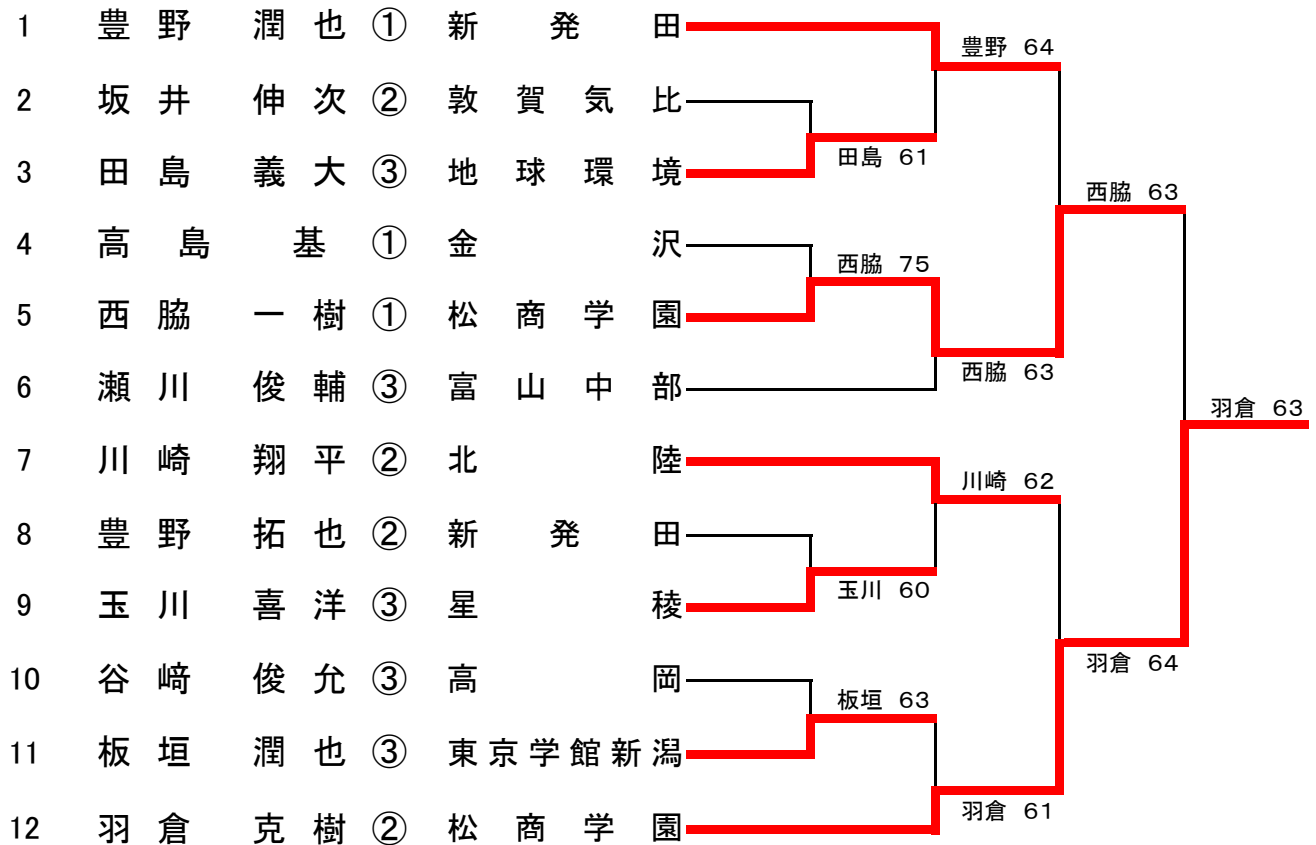 1 豊野 潤也 ① 新発田
豊野 64
2 坂井 伸次 ② 敦賀気比
田島 61
3 田島 義大 ③ 地球環境
西脇 63
4 高島 基 ① 金沢
西脇 75
5 西脇 一樹 ① 松商学園
西脇 63
6 瀬川 俊輔 ③ 富山中部
羽倉 63
7 川崎 翔平 ② 北陸
川崎 62
8 豊野 拓也 ② 新発田
玉川 60
9 玉川 喜洋 ③ 星稜
羽倉 64
10 谷﨑 俊允 ③ 高岡
板垣 63
11 板垣 潤也 ③ 東京学館新潟
羽倉 61
12 羽倉 克樹 ② 松商学園